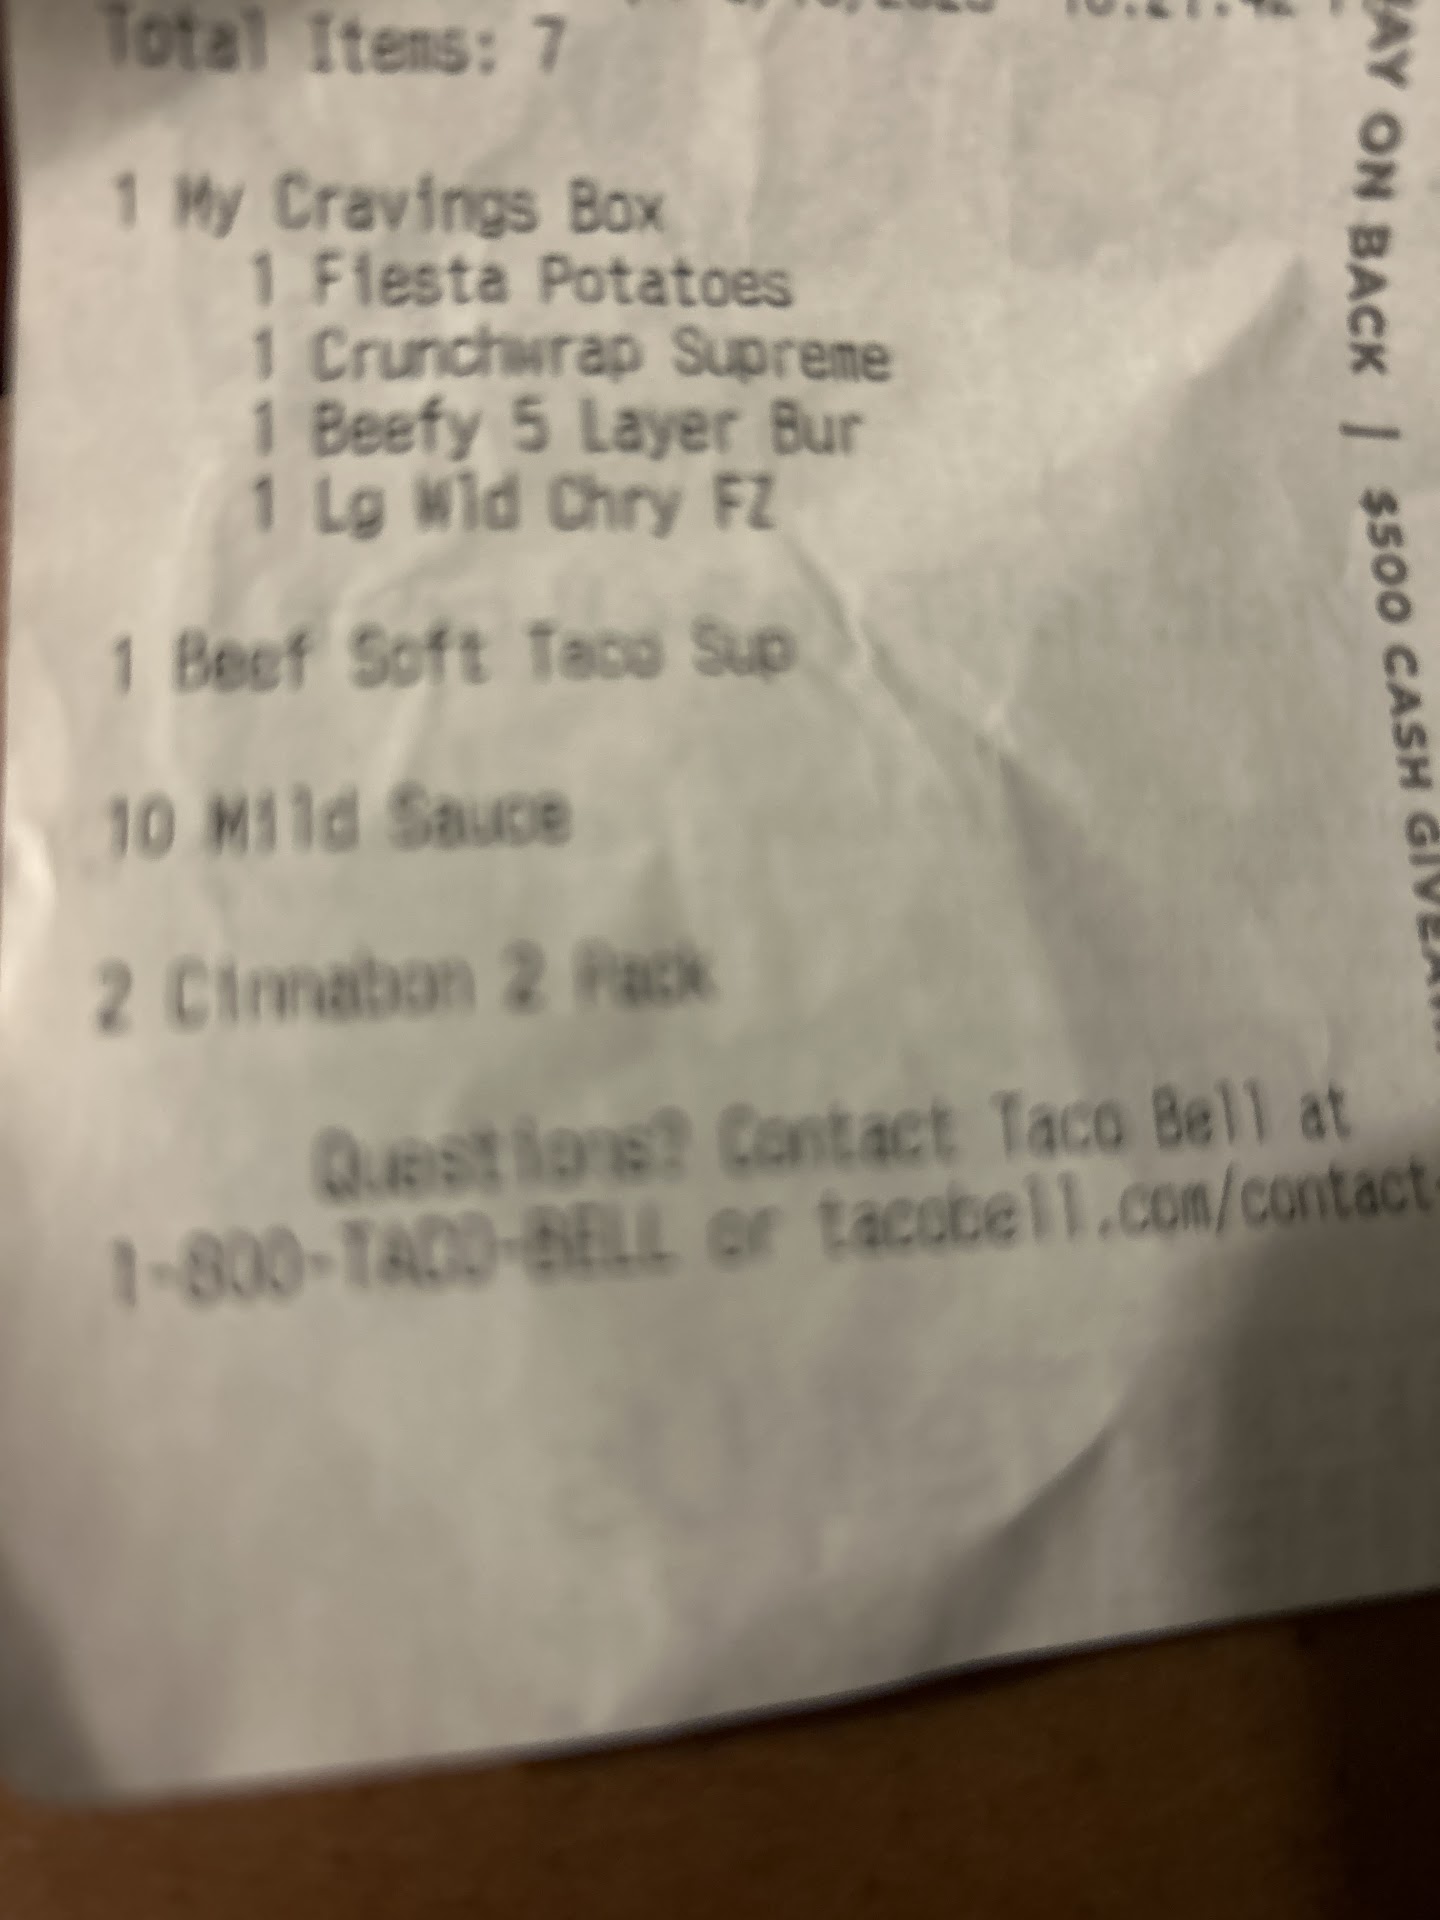 Total Items: 7
1 My Cravings Box
1 Fiesta Potatoes
1 Crunchwrap Supreme
1 Beefy 5 Layer Bur
1 Lg Wld Chry FZ
1 Beef Soft Taco Sup
10 Mild Sauce
2 Cinnabon 2 Pack
Questions? Contact Taco Bell at
1-800-TACO-BELL or tacobell.com/contact-
ON BACK | $500 CASH